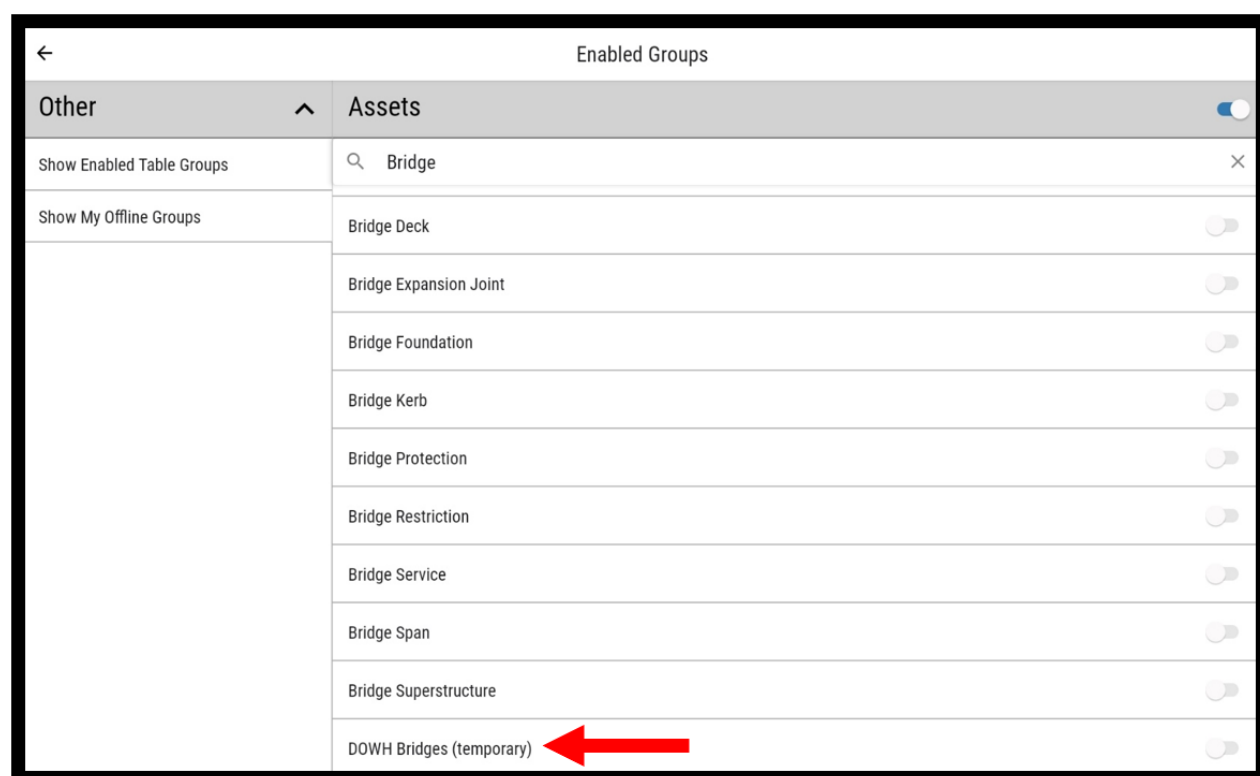 Enabled Groups
Other
Assets
Show Enabled Table Groups
Show My Offline Groups
Bridge
Bridge Deck
Bridge Expansion Joint
Bridge Foundation
Bridge Kerb
Bridge Protection
Bridge Restriction
Bridge Service
Bridge Span
Bridge Superstructure
DOWH Bridges (temporary)